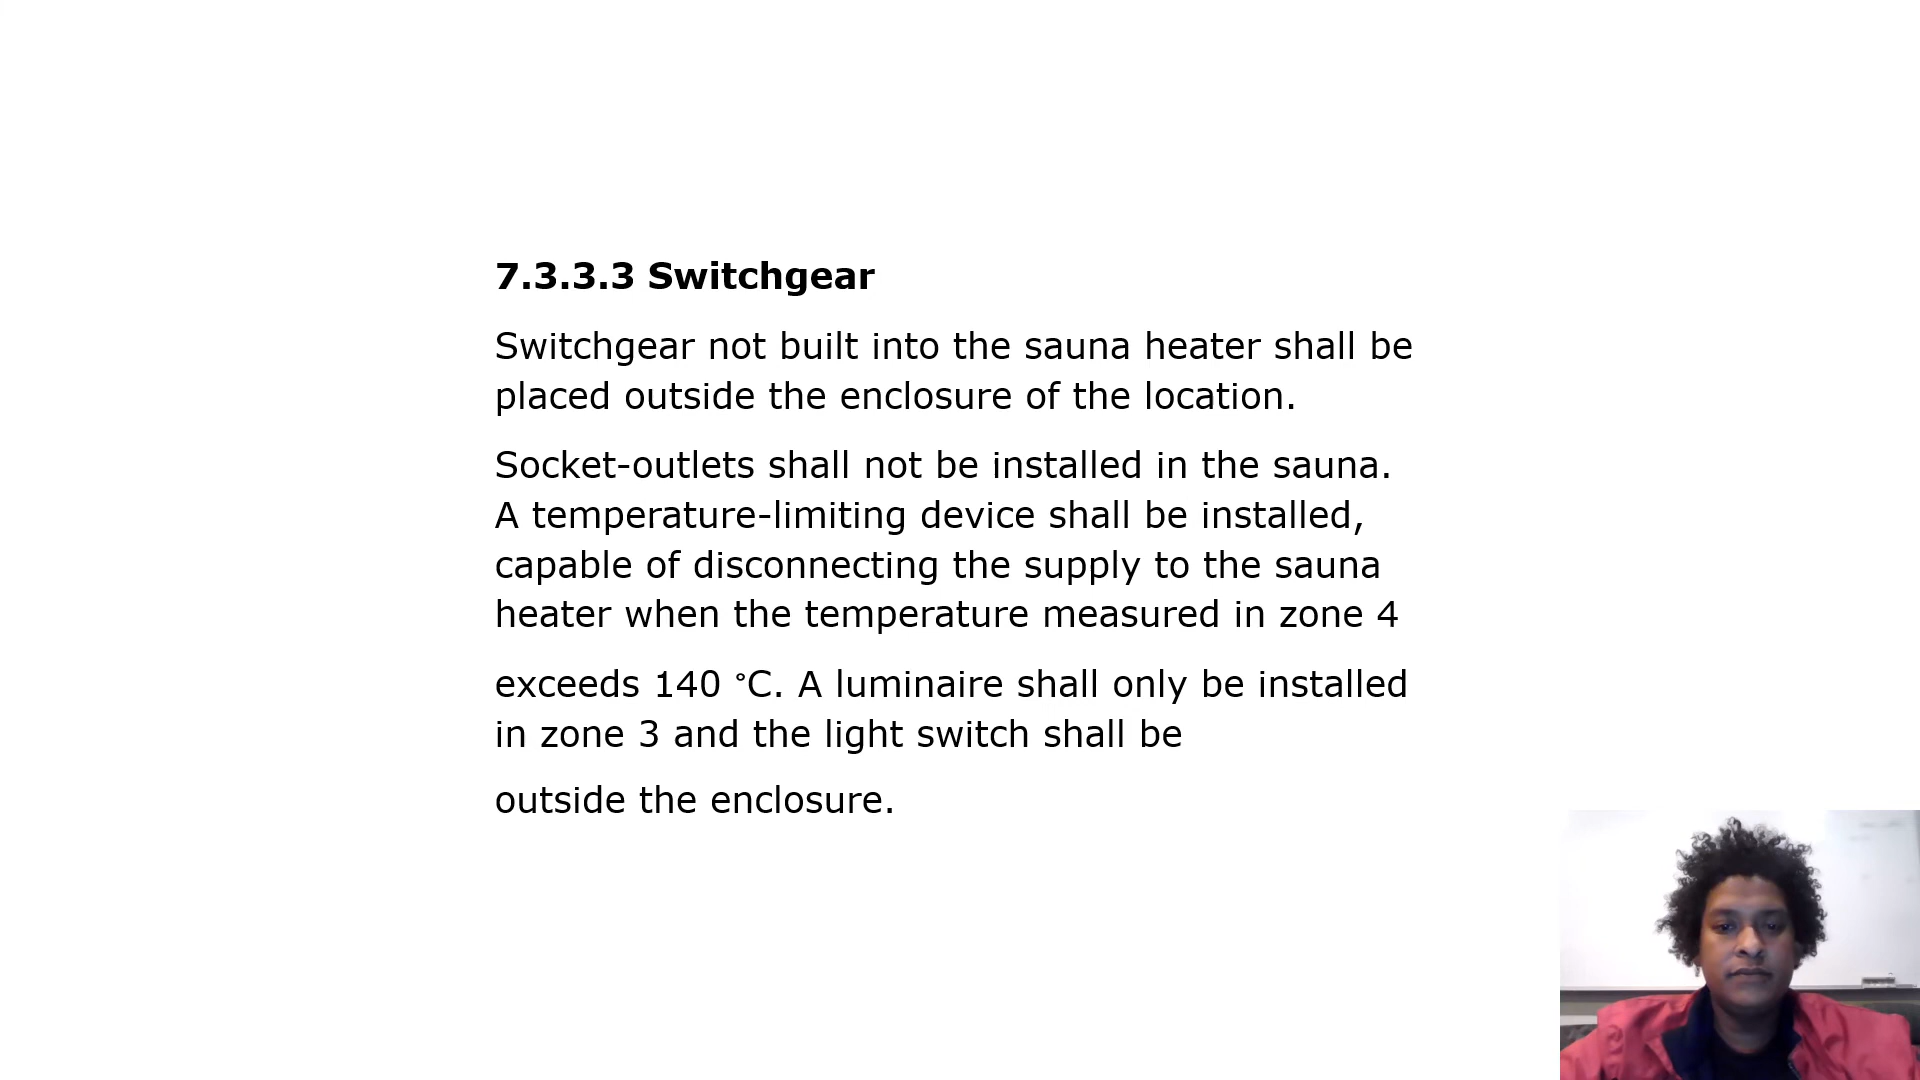 7.3.3.3 Switchgear
Switchgear not built into the sauna heater shall be
placed outside the enclosure of the location.
Socket-outlets shall not be installed in the sauna.
A temperature-limiting device shall be installed,
capable of disconnecting the supply to the sauna
heater when the temperature measured in zone 4
exceeds 140 °C. A luminaire shall only be installed
in zone 3 and the light switch shall be
outside the enclosure.